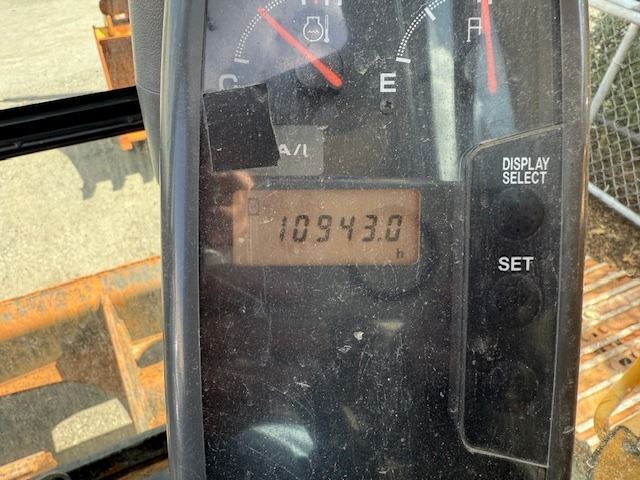 C
E
A/I
DISPLAY
SELECT
10943.0
h
SET